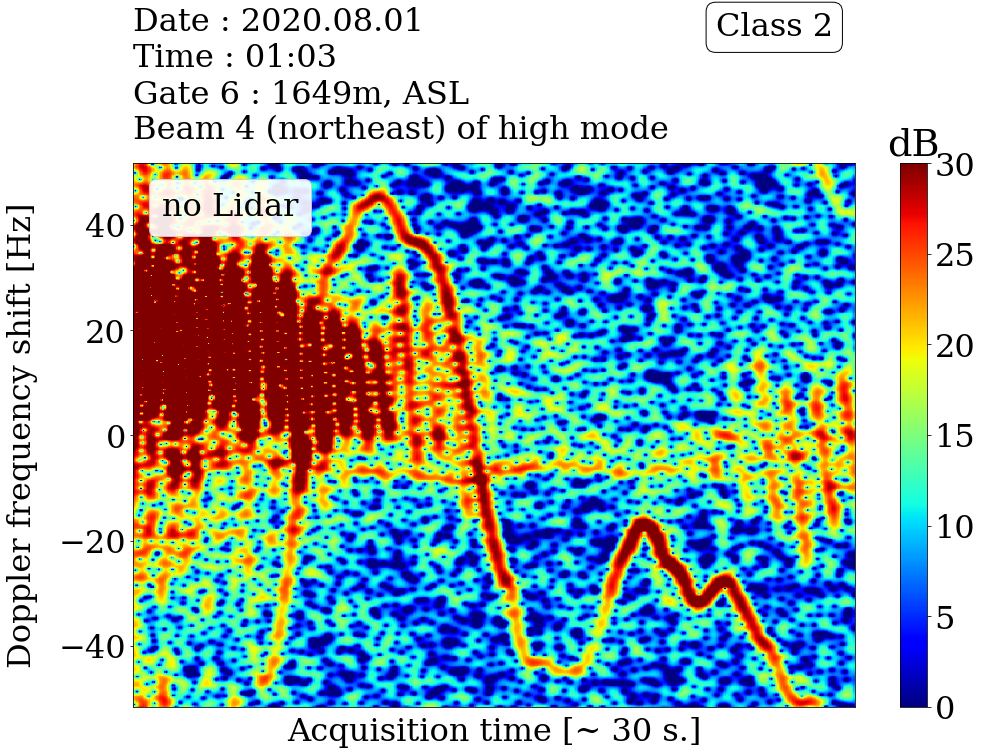 Date : 2020.08.01
Time : 01:03
Gate 6 : 1649m, ASL
Beam 4 (northeast) of high mode
Class 2
no Lidar
dB
30
25
20
15
10
5
0
40
20
0
−20
−40
Doppler frequency shift [Hz]
Acquisition time [~ 30 s.]